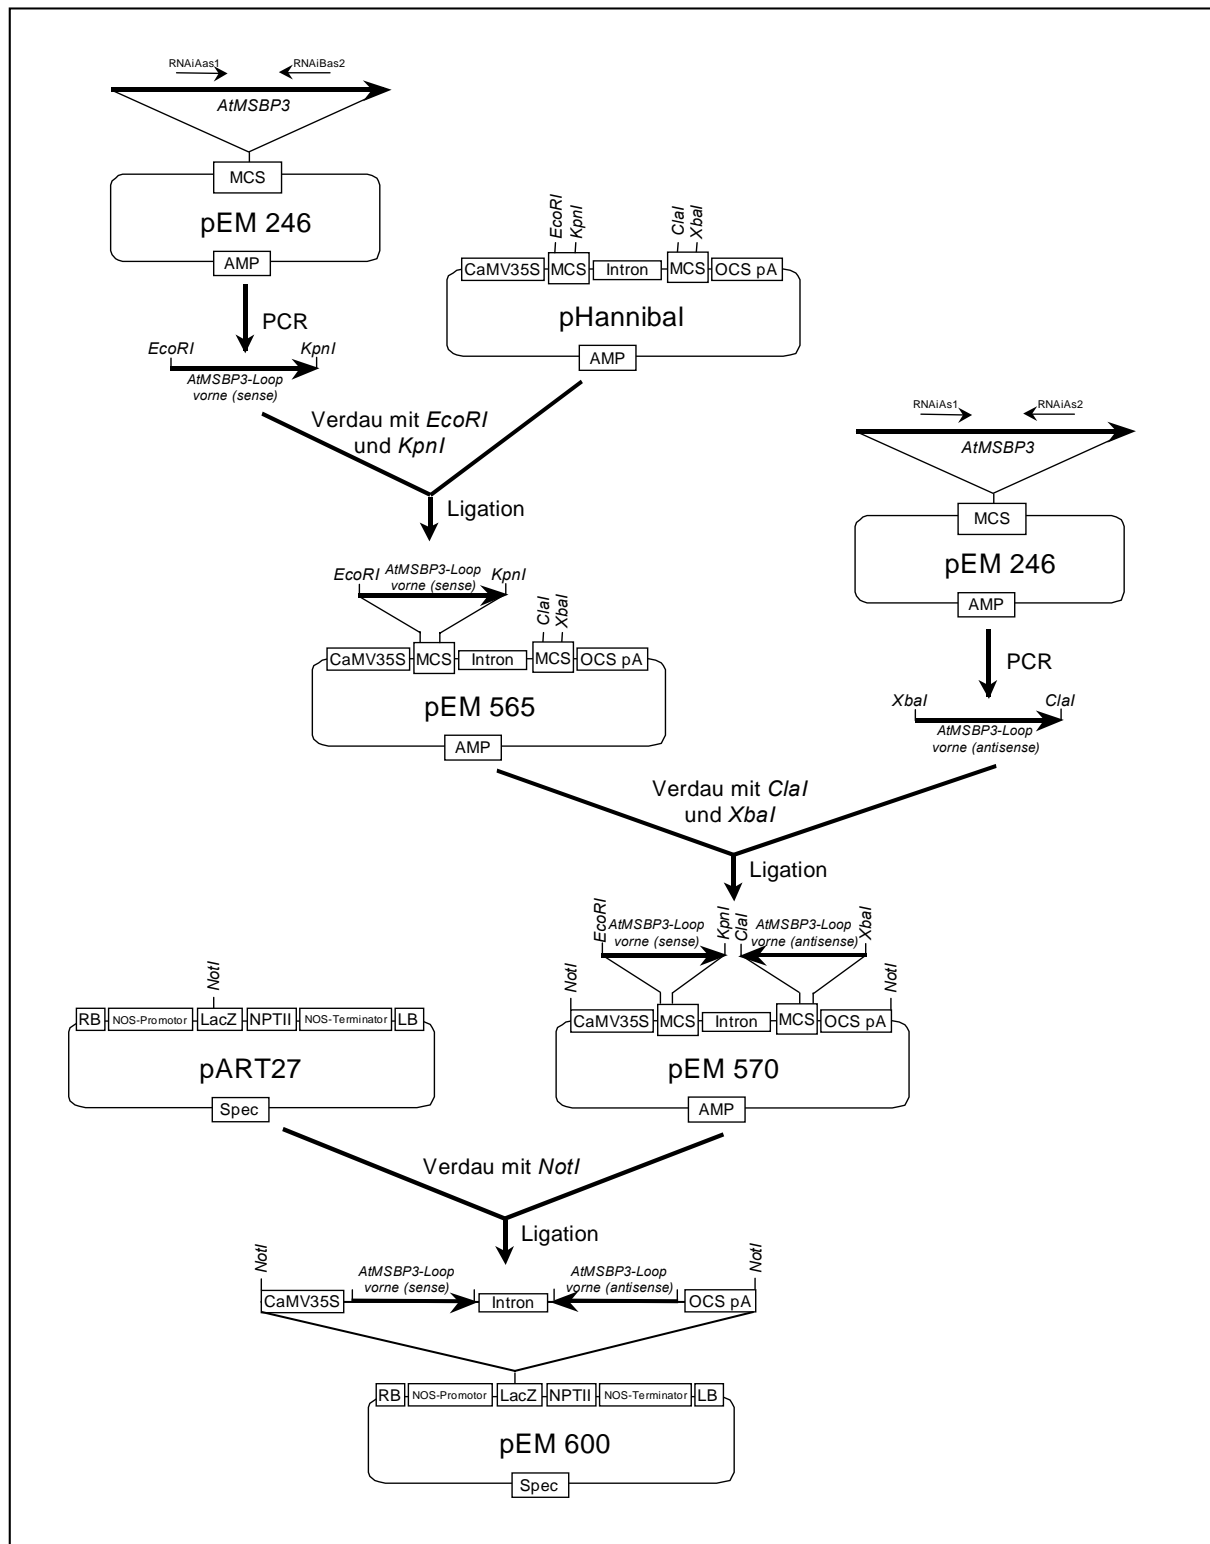 RNAiAas1 RNAiBas2
AtMSBP3
MCS
pEM 246
AMP
PCR
EcoRI KpnI
AtMSBP3-Loop
vorne (sense)
EcoRI
KpnI
ClaI
XbaI
CaMV35S MCS Intron MCS OCS pA
pHannibal
AMP
Verdau mit EcoRI
und KpnI
Ligation
RNAiAs1 RNAiAs2
AtMSBP3
MCS
pEM 246
AMP
PCR
XbaI ClaI
AtMSBP3-Loop
vorne (antisense)
EcoRI AtMSBP3-Loop KpnI
vorne (sense)
ClaI
XbaI
CaMV35S MCS Intron MCS OCS pA
pEM 565
AMP
Verdau mit ClaI
und XbaI
Ligation
EcoRI
AtMSBP3-Loop
vorne (sense)
KpnI
ClaI
AtMSBP3-Loop
vorne (antisense)
XbaI
NotI
NotI
CaMV35S MCS Intron MCS OCS pA
pEM 570
AMP
NotI
RB NOS-Promotor LacZ NPTII NOS-Terminator LB
pART27
Spec
Verdau mit NotI
Ligation
NotI
AtMSBP3-Loop
vorne (sense)
AtMSBP3-Loop
vorne (antisense)
NotI
CaMV35S Intron OCS pA
RB NOS-Promotor LacZ NPTII NOS-Terminator LB
pEM 600
Spec